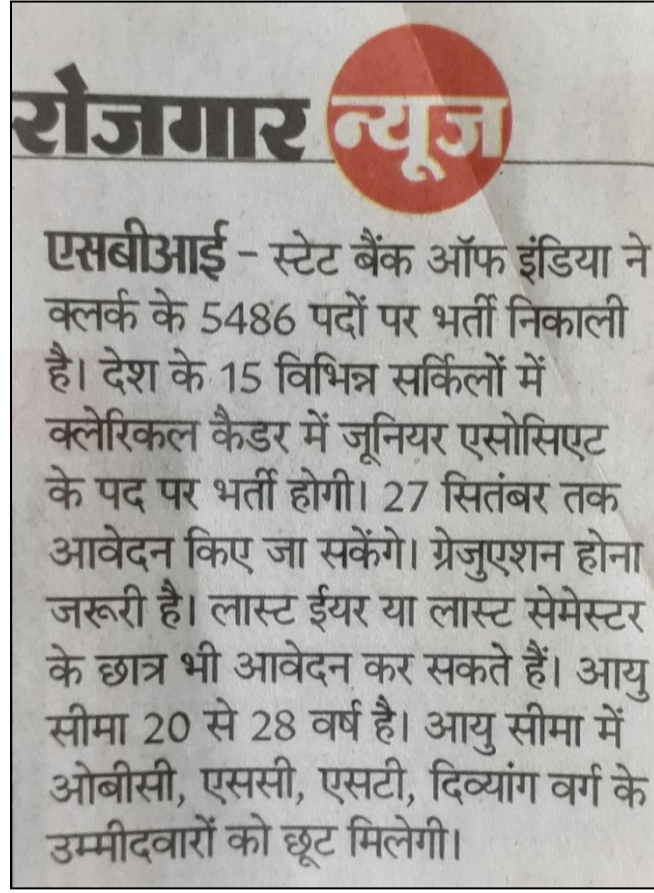 रोजगार न्यूज
एसबीआई - स्टेट बैंक ऑफ इंडिया ने
क्लर्क के 5486 पदों पर भर्ती निकाली
है। देश के 15 विभिन्न सर्किलों में
क्लेरिकल कैडर में जूनियर एसोसिएट
के पद पर भर्ती होगी। 27 सितंबर तक
आवेदन किए जा सकेंगे। ग्रेजुएशन होना
जरूरी है। लास्ट ईयर या लास्ट सेमेस्टर
के छात्र भी आवेदन कर सकते हैं। आयु
सीमा 20 से 28 वर्ष है। आयु सीमा में
ओबीसी, एससी, एसटी, दिव्यांग वर्ग के
उम्मीदवारों को छूट मिलेगी।